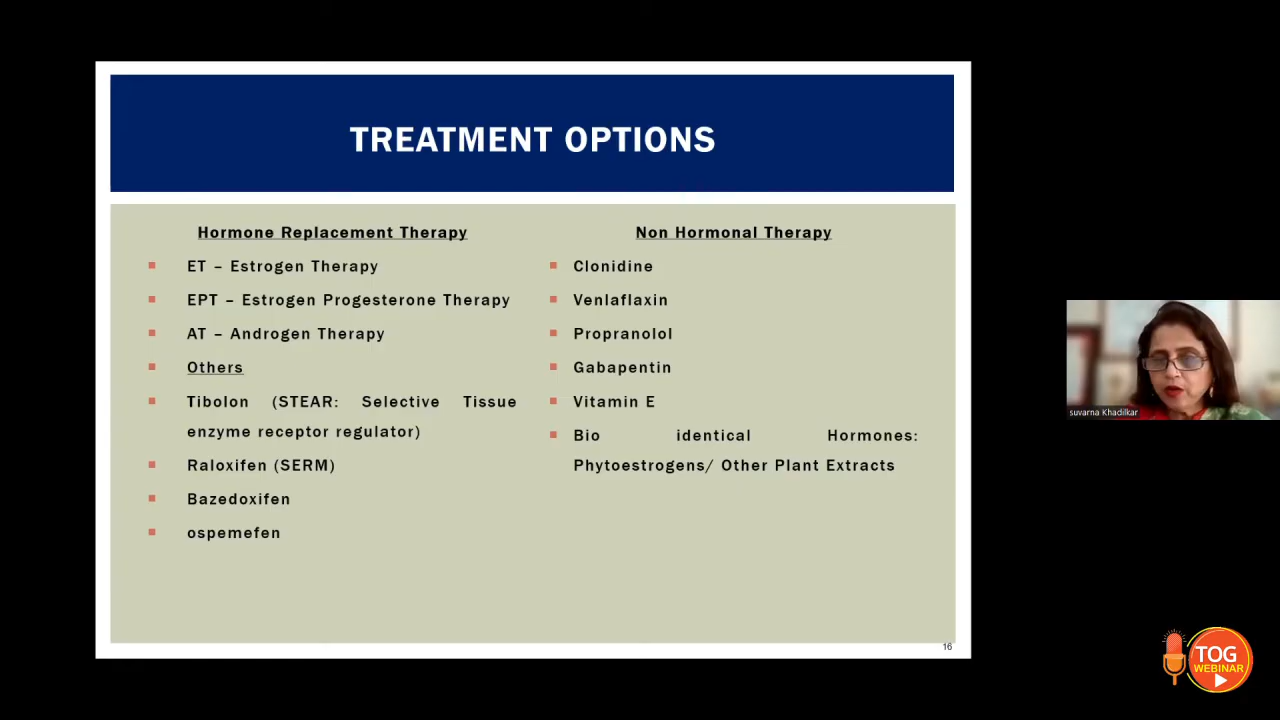 TREATMENT OPTIONS
Hormone Replacement Therapy
ET – Estrogen Therapy
EPT – Estrogen Progesterone Therapy
AT – Androgen Therapy
Others
Tibolon (STEAR: Selective Tissue
enzyme receptor regulator)
Raloxifen (SERM)
Bazedoxifen
ospemefen
Non Hormonal Therapy
Clonidine
Venlaflaxin
Propranolol
Gabapentin
Vitamin E
Bio identical Hormones:
Phytoestrogens/ Other Plant Extracts
16
suvarna Khadilkar
TOG
WEBINAR